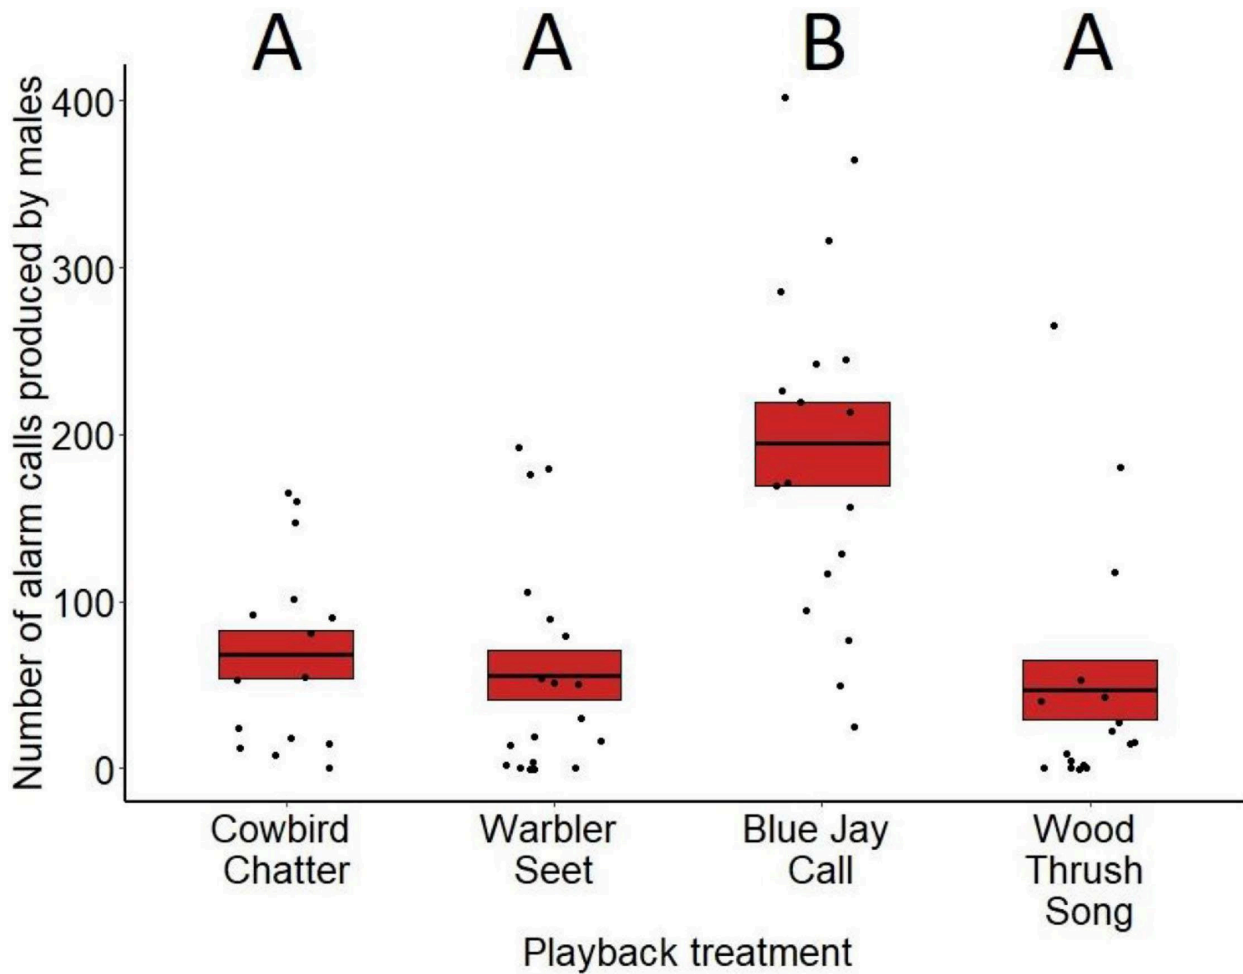 A A B A
Number of alarm calls produced by males
400
300
200
100
0
Cowbird Warbler Blue Jay Wood
Chatter Seet Call Thrush
Song
Playback treatment